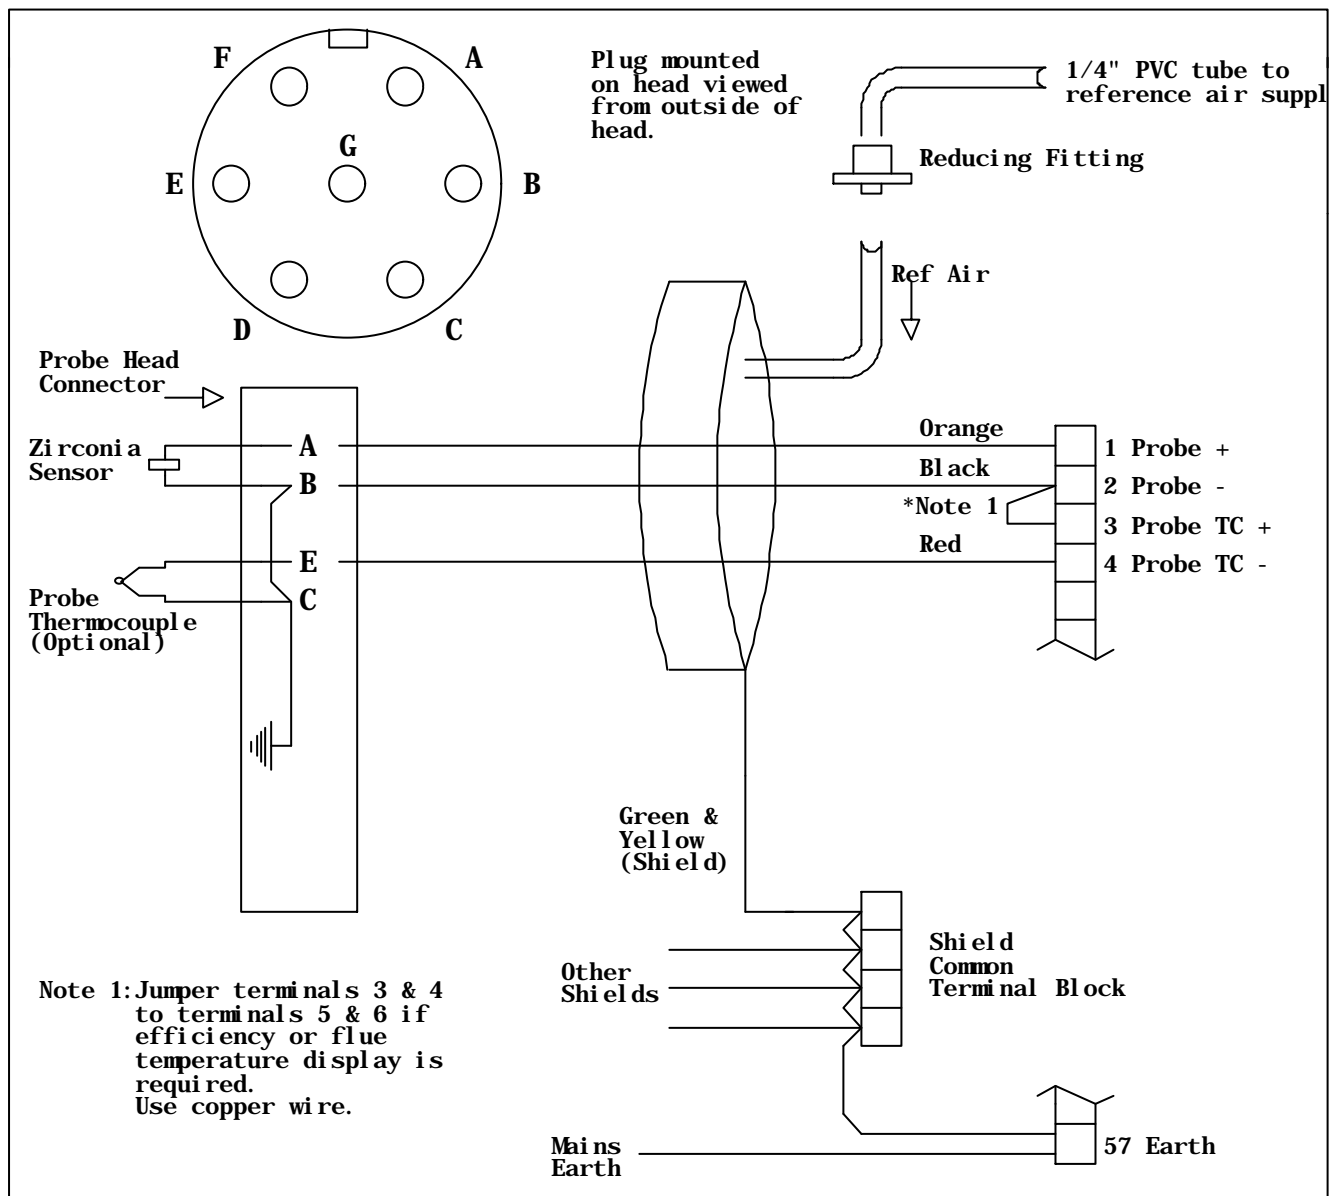 F
A
G
E
B
D
C
Plug mounted
on head viewed
from outside of
head.
1/4" PVC tube to
reference air suppl
Reducing Fitting
Ref Air
Probe Head
Connector
Zirconia
Sensor
A
B
E
C
Probe
Thermocouple
(Optional)
Orange
Black
*Note 1
Red
1 Probe +
2 Probe -
3 Probe TC +
4 Probe TC -
Green &
Yellow
(Shield)
Other
Shields
Shield
Common
Terminal Block
Note 1:Jumper terminals 3 & 4
to terminals 5 & 6 if
efficiency or flue
temperature display is
required.
Use copper wire.
Mains
Earth
57 Earth